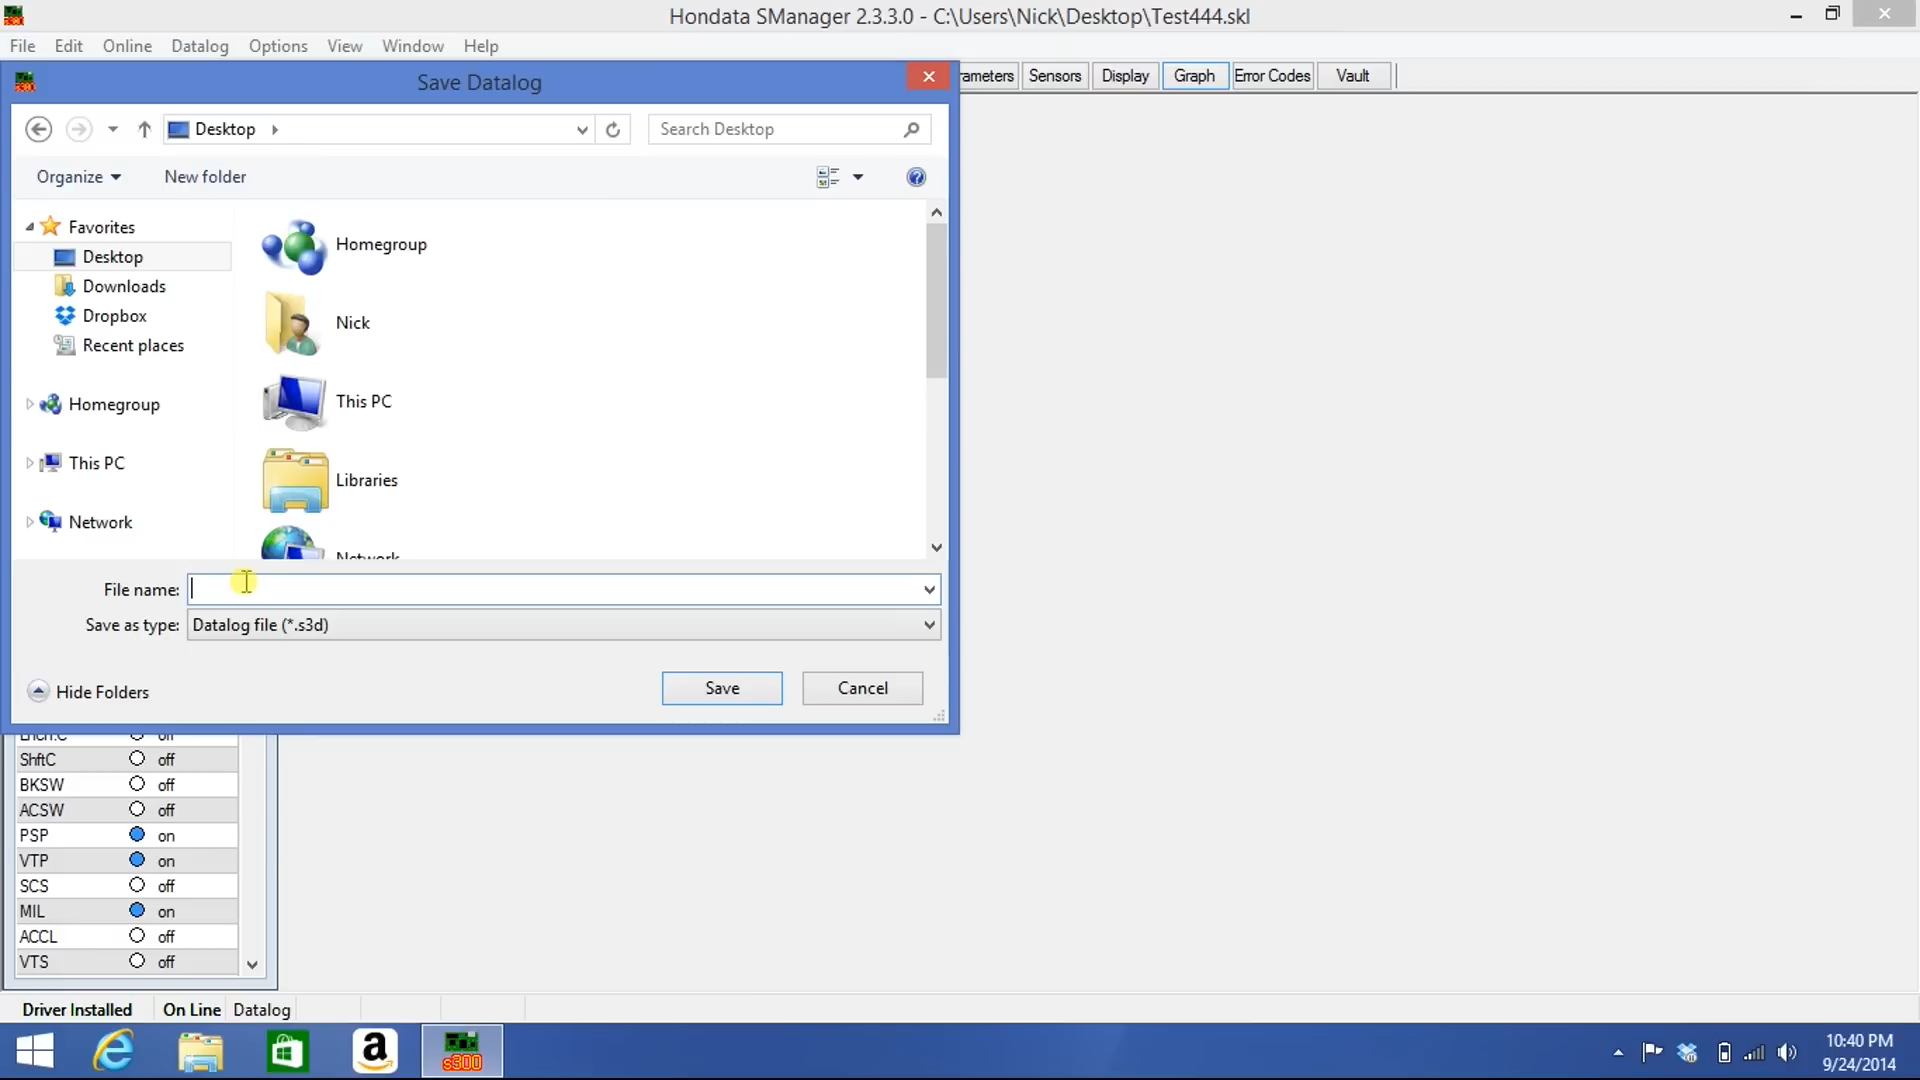 Hondata SManager 2.3.3.0 - C:\Users\Nick\Desktop\Test444.skl
File Edit Online Datalog Options View Window Help
Save Datalog
rameters Sensors Display Graph Error Codes Vault
Desktop
Search Desktop
Organize New folder
Favorites
Desktop
Downloads
Dropbox
Recent places
Homegroup
This PC
Network
Homegroup
Nick
This PC
Libraries
Network
File name:
Save as type: Datalog file (*.s3d)
Hide Folders
Save Cancel
off
ShftC off
BKSW off
ACSW off
PSP on
VTP on
SCS off
MIL on
ACCL off
VTS off
Driver Installed On Line Datalog
s300
10:40 PM
9/24/2014